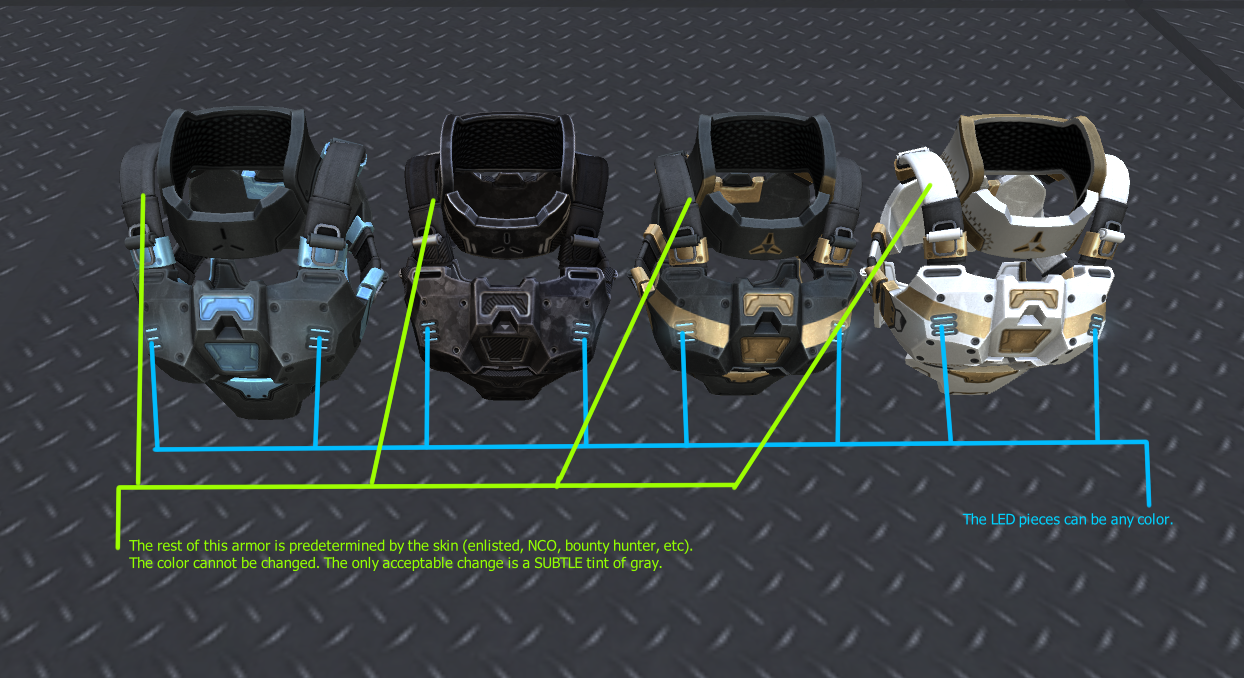 The LED pieces can be any color.
The rest of this armor is predetermined by the skin (enlisted, NCO, bounty hunter, etc).
The color cannot be changed. The only acceptable change is a SUBTLE tint of gray.